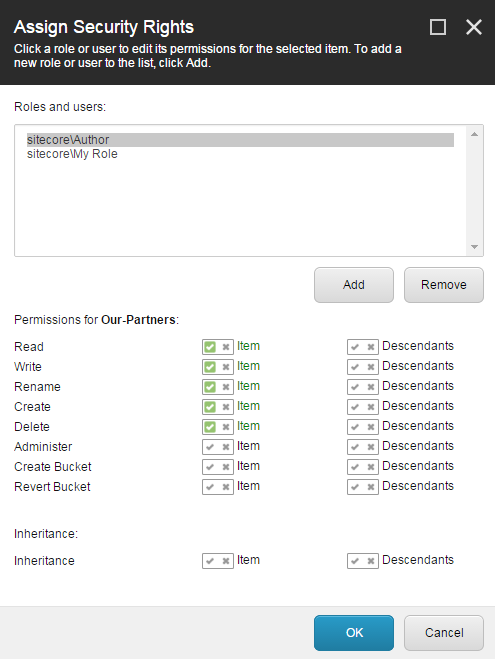 Assign Security Rights
Click a role or user to edit its permissions for the selected item. To add a
new role or user to the list, click Add.
Roles and users:
sitecore\Author
sitecore\My Role
Add Remove
Permissions for Our-Partners:
Read Item Descendants
Write Item Descendants
Rename Item Descendants
Create Item Descendants
Delete Item Descendants
Administer Item Descendants
Create Bucket Item Descendants
Revert Bucket Item Descendants
Inheritance:
Inheritance Item Descendants
OK Cancel